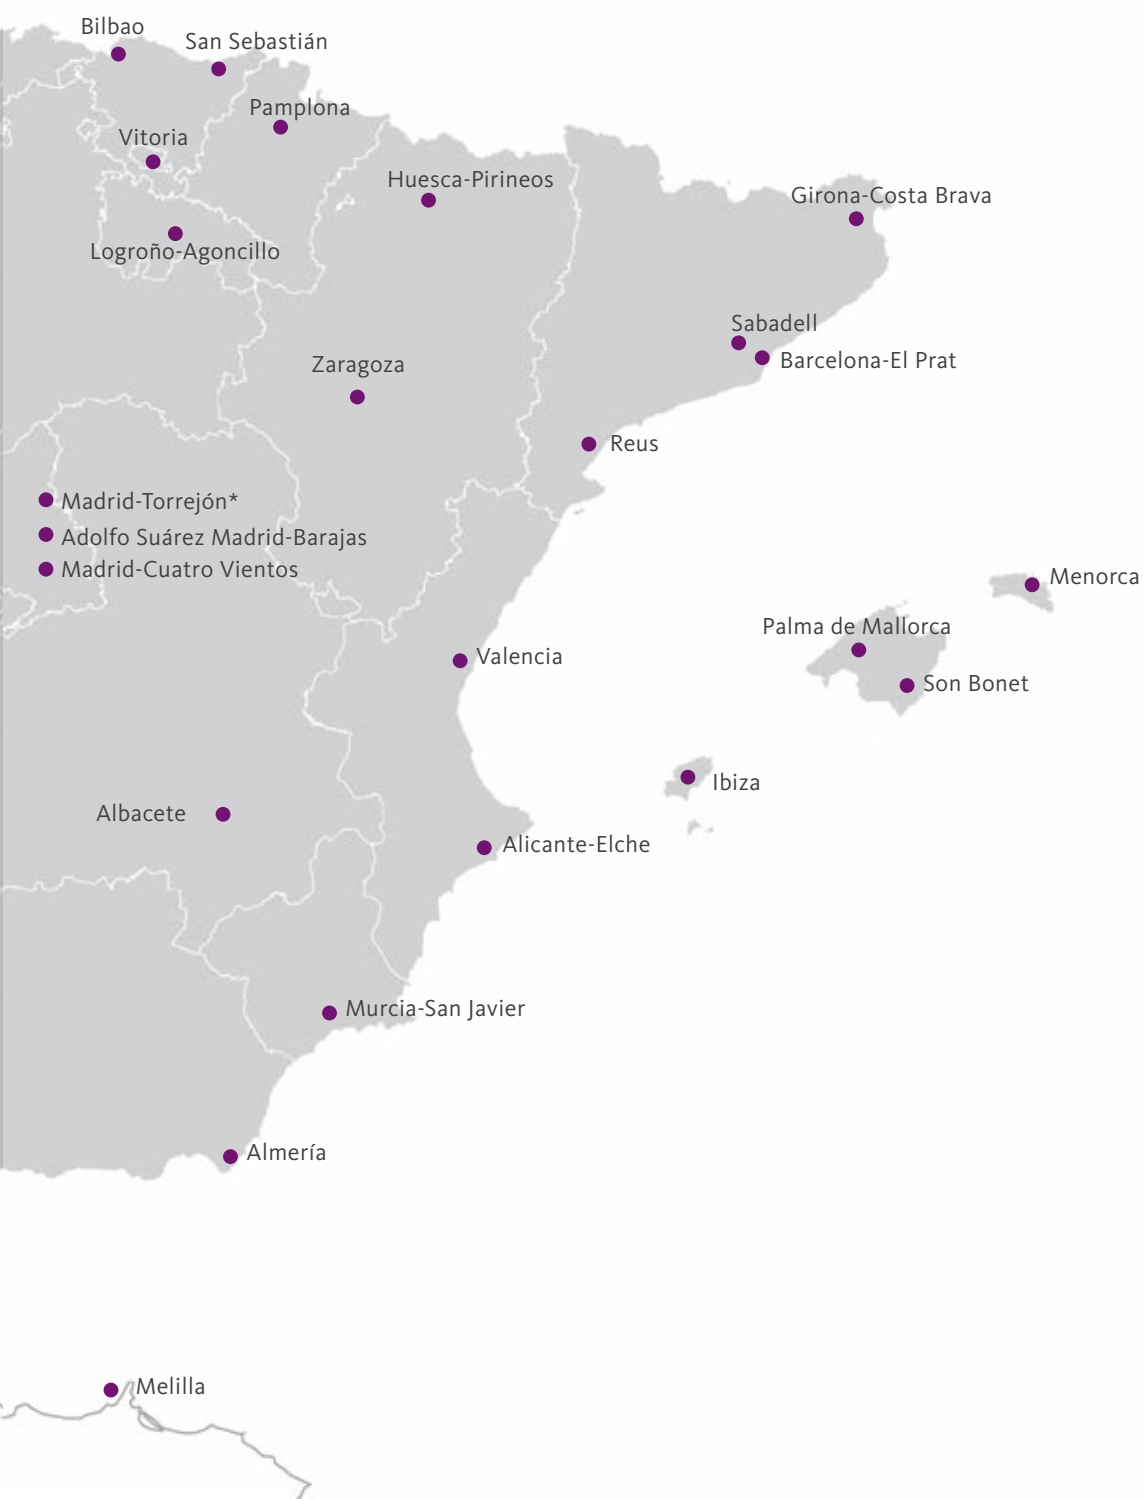 Bilbao
San Sebastián
Pamplona
Vitoria
Huesca-Pirineos
Girona-Costa Brava
Logroño-Agoncillo
Sabadell
Barcelona-El Prat
Zaragoza
Reus
Madrid-Torrejón*
Adolfo Suárez Madrid-Barajas
Madrid-Cuatro Vientos
Menorca
Palma de Mallorca
Valencia
Son Bonet
Ibiza
Albacete
Alicante-Elche
Murcia-San Javier
Almería
Melilla